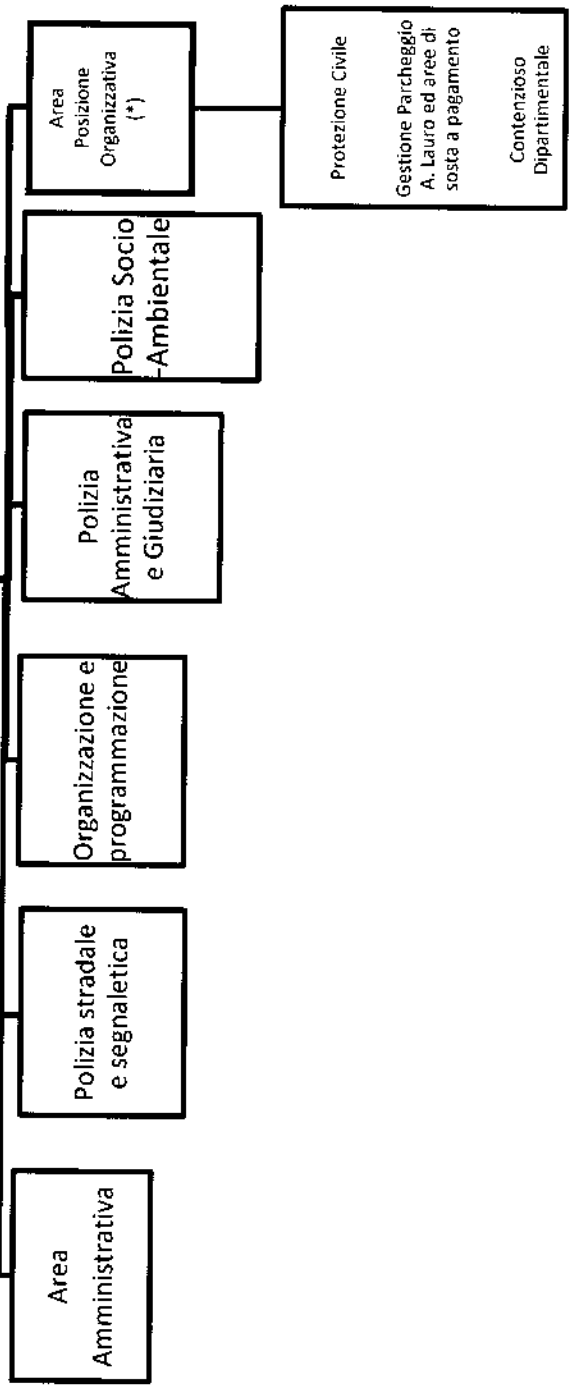 Area
Amministrativa
Polizia stradale
e segnaletica
Organizzazione e
programmazione
Polizia
Amministrativa
e Giudiziaria
Polizia Socio
-Ambientale
Area
Posizione
Organizzativa
(*)
Protezione Civile
Gestione Parcheggio
A. Lauro ed aree di
sosta a pagamento
Contenzioso
Dipartimentale